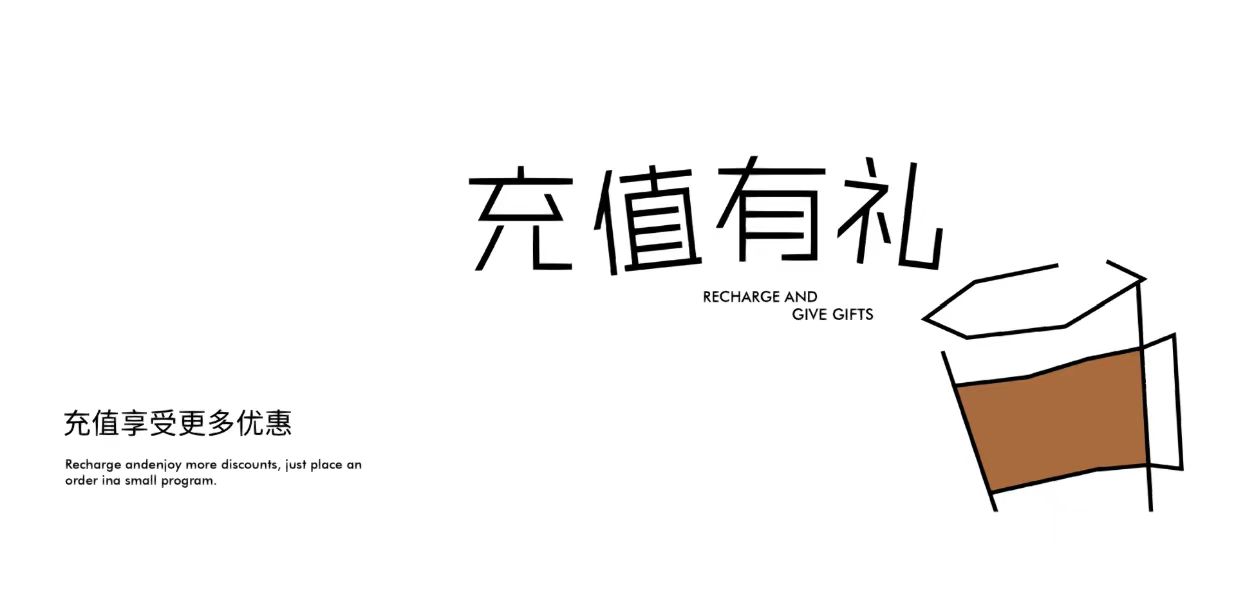 充值有礼
RECHARGE AND
GIVE GIFTS
充值享受更多优惠
Recharge andenjoy more discounts, just place an
order ina small program.